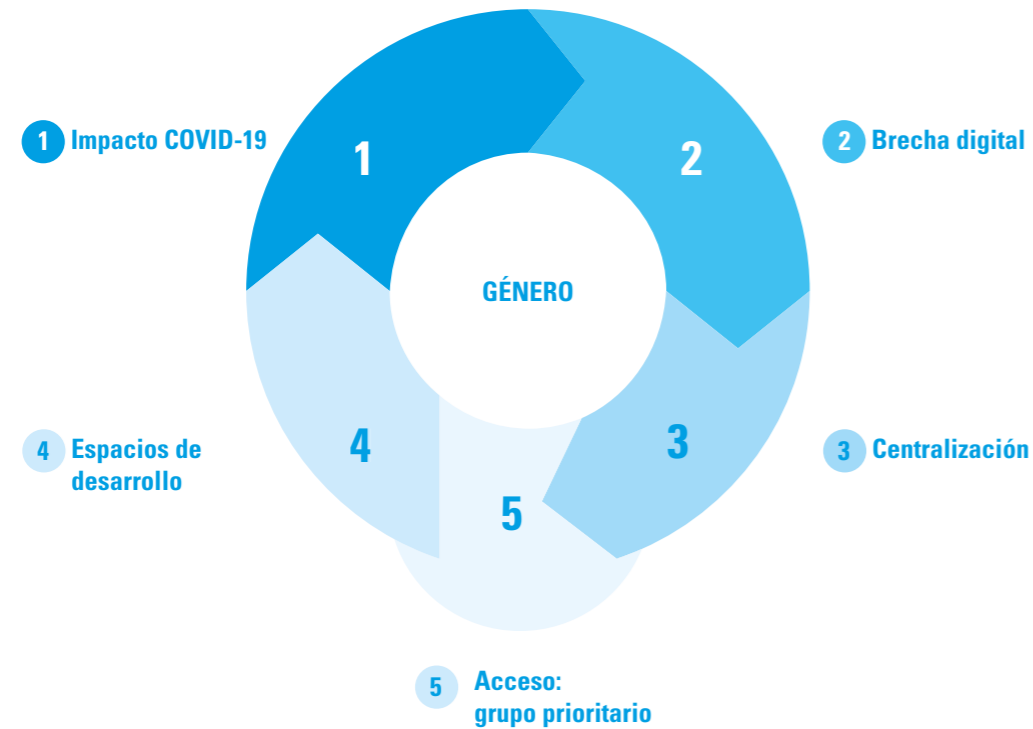 1 Impacto COVID-19
1
2
2 Brecha digital
GÉNERO
4 Espacios de
desarrollo
4
3
3 Centralización
5
5 Acceso:
grupo prioritario